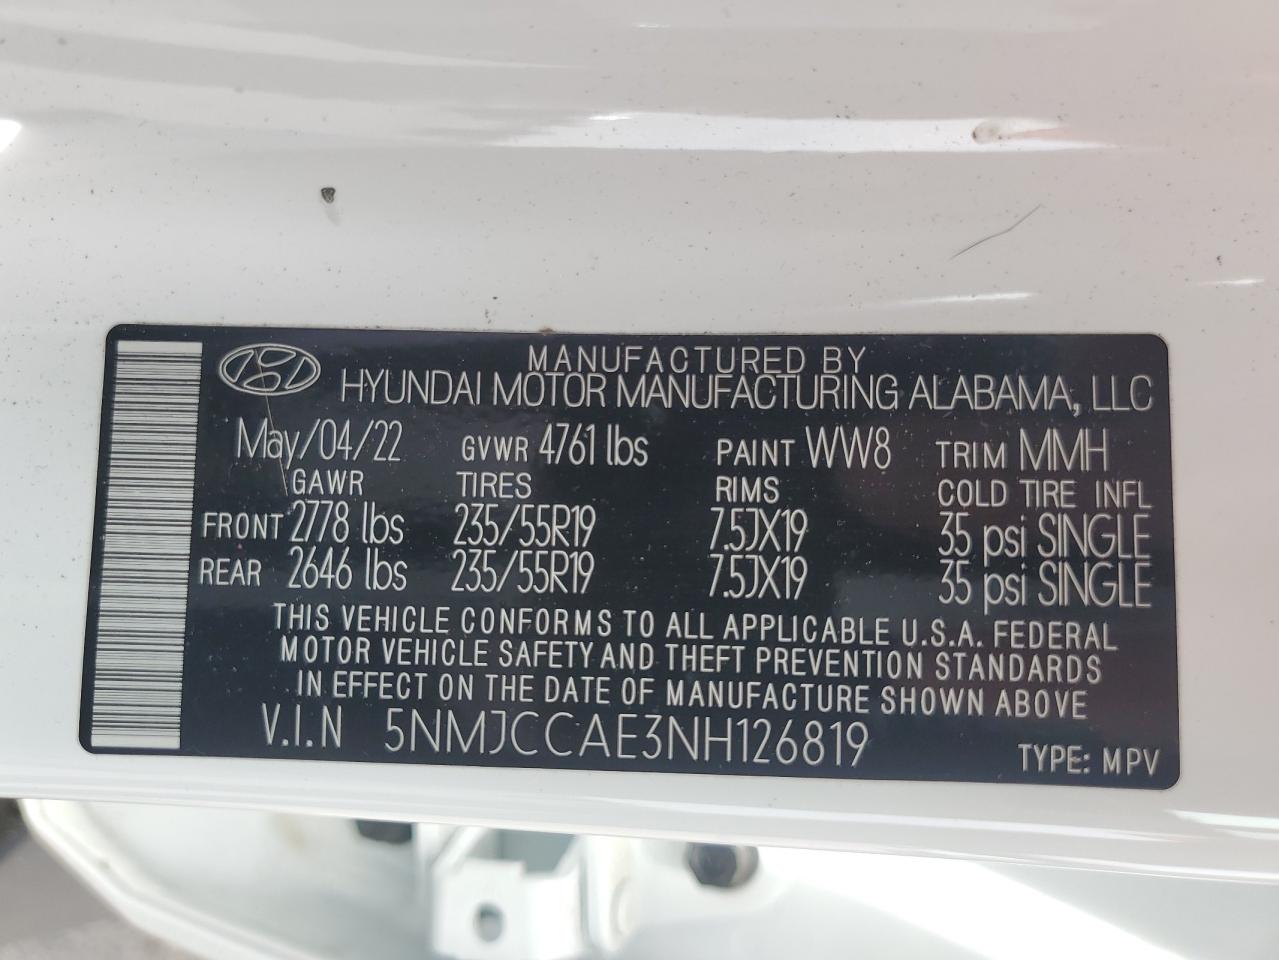 MANUFACTURED BY
HYUNDAI MOTOR MANUFACTURING ALABAMA, LLC
May/04/22 GVWR 4761 lbs PAINT WW8 TRIM MMH
GAWR TIRES RIMS COLD TIRE INFL
FRONT 2778 lbs 235/55R19 7.5JX19 35 psi SINGLE
REAR 2646 lbs 235/55R19 7.5JX19 35 psi SINGLE
THIS VEHICLE CONFORMS TO ALL APPLICABLE U.S.A. FEDERAL
MOTOR VEHICLE SAFETY AND THEFT PREVENTION STANDARDS
IN EFFECT ON THE DATE OF MANUFACTURE SHOWN ABOVE
V.I.N 5NMJCCAE3NH126819 TYPE: MPV